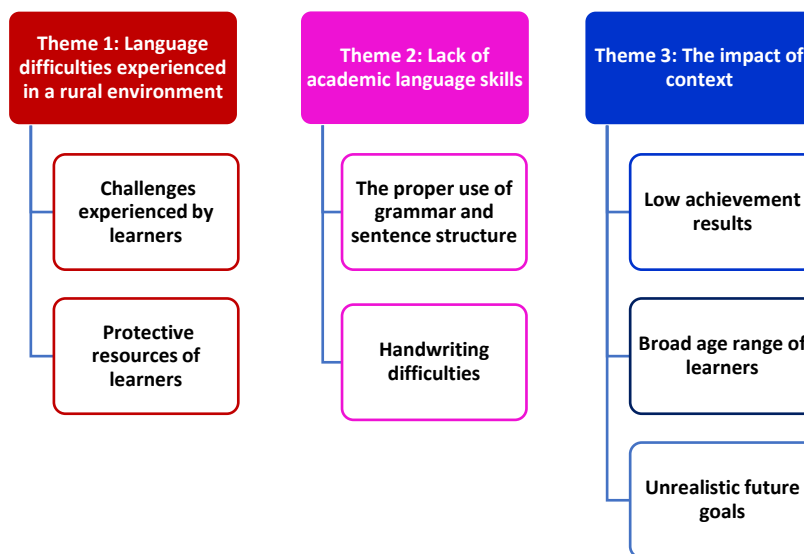 Theme 1: Language
difficulties experienced
in a rural environment
Challenges
experienced by
learners
Protective
resources of
learners
Theme 2: Lack of
academic language skills
The proper use of
grammar and
sentence structure
Handwriting
difficulties
Theme 3: The impact of
context
Low achievement
results
Broad age range of
learners
Unrealistic future
goals